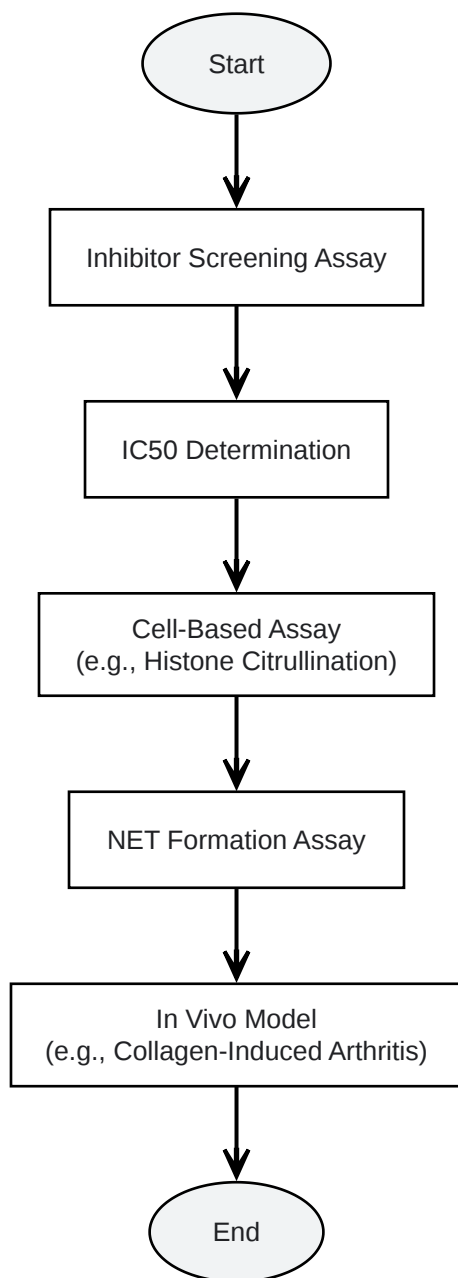 Start
Inhibitor Screening Assay
IC50 Determination
Cell-Based Assay
(e.g., Histone Citrullination)
NET Formation Assay
In Vivo Model
(e.g., Collagen-Induced Arthritis)
End